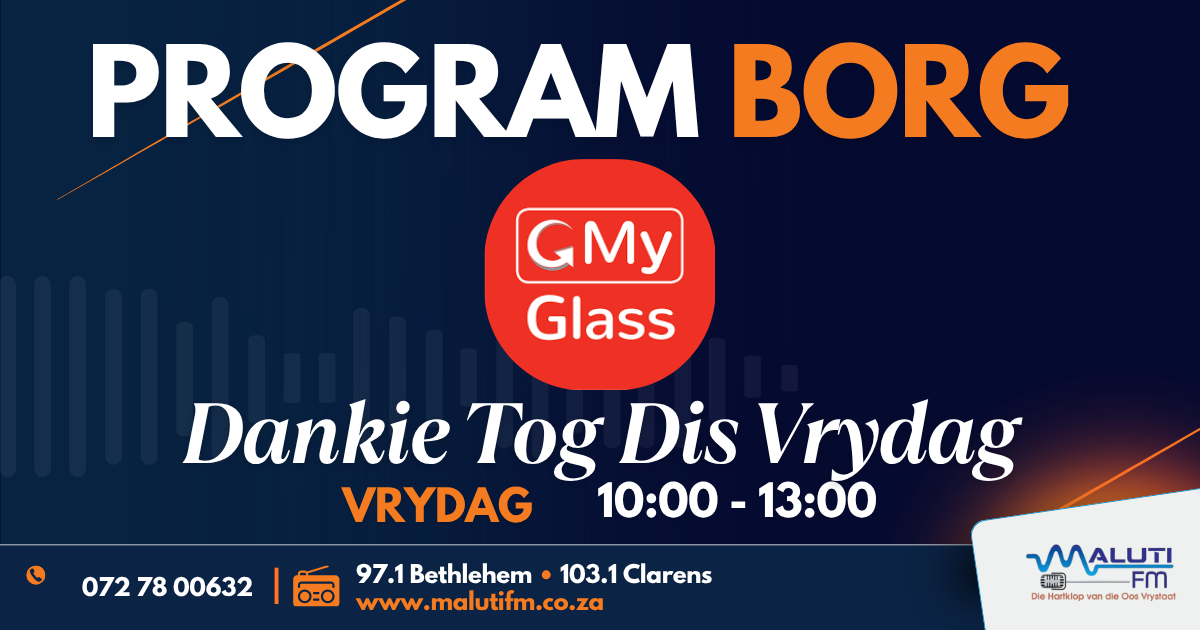 PROGRAM BORG
GMy
Glass
Dankie Tog Dis Vrydag
VRYDAG 10:00 - 13:00
072 78 00632
97.1 Bethlehem • 103.1 Clarens
www.malutifm.co.za
MALUTI
FM
Die Hartklop van die Oos Vrystaat